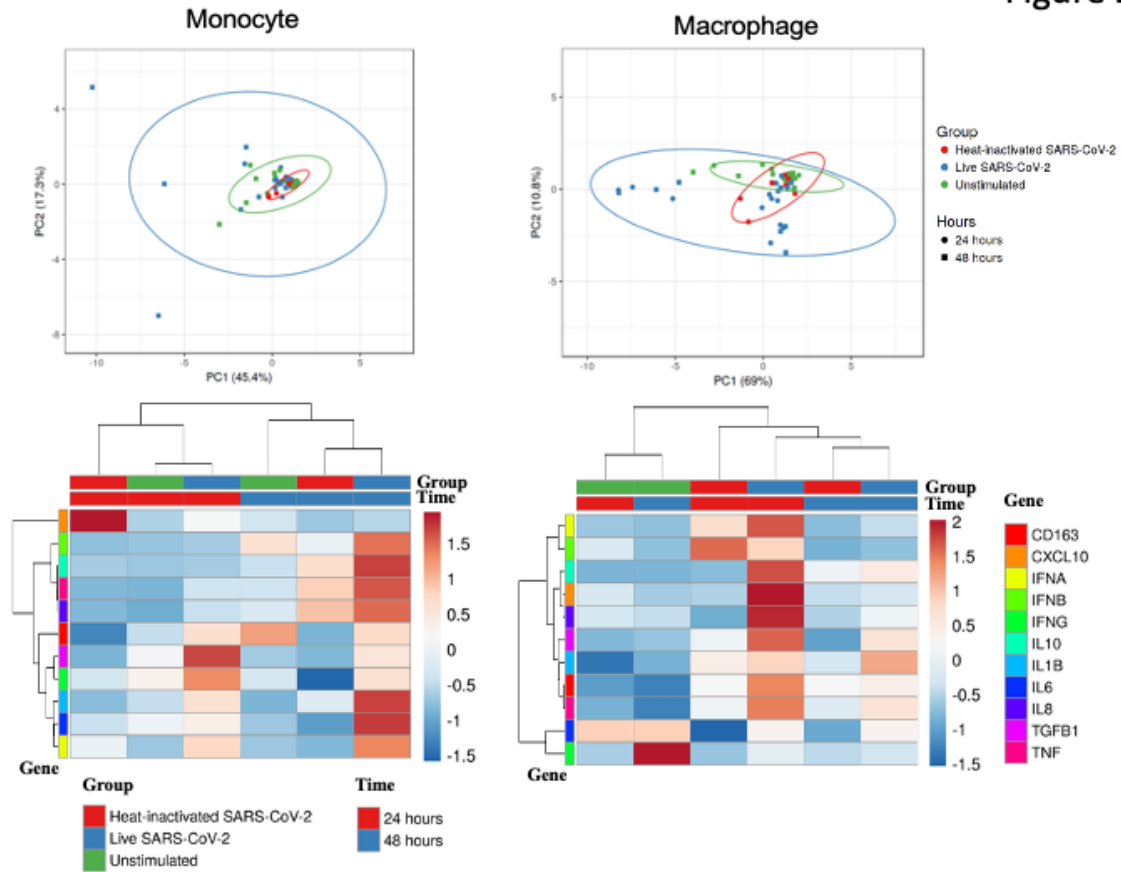 Figure
Monocyte
Macrophage
4
0
-4
-8
PC2 (17.3%)
-10
-5
0
5
PC1 (45.4%)
5
0
-5
PC2 (10.8%)
-10
-5
0
5
PC1 (69%)
Group
Heat-inactivated SARS-CoV-2
Live SARS-CoV-2
Unstimulated
Hours
24 hours
48 hours
Group
Time
1.5
1
0.5
0
-0.5
-1
-1.5
Gene
Group
Heat-inactivated SARS-CoV-2
Live SARS-CoV-2
Unstimulated
Time
24 hours
48 hours
Group
Time
2
1.5
1
0.5
0
-0.5
-1
-1.5
Gene
Gene
CD163
CXCL10
IFNA
IFNB
IFNG
IL10
IL1B
IL6
IL8
TGFB1
TNF